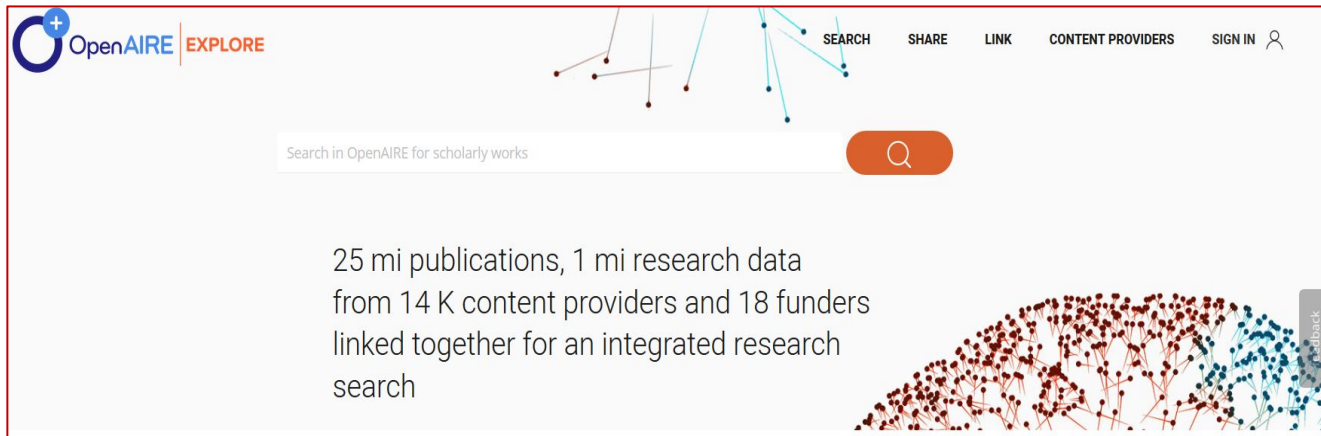 OpenAIRE EXPLORE
SEARCH SHARE LINK CONTENT PROVIDERS SIGN IN
Search in OpenAIRE for scholarly works
25 mi publications, 1 mi research data
from 14 K content providers and 18 funders
linked together for an integrated research
search